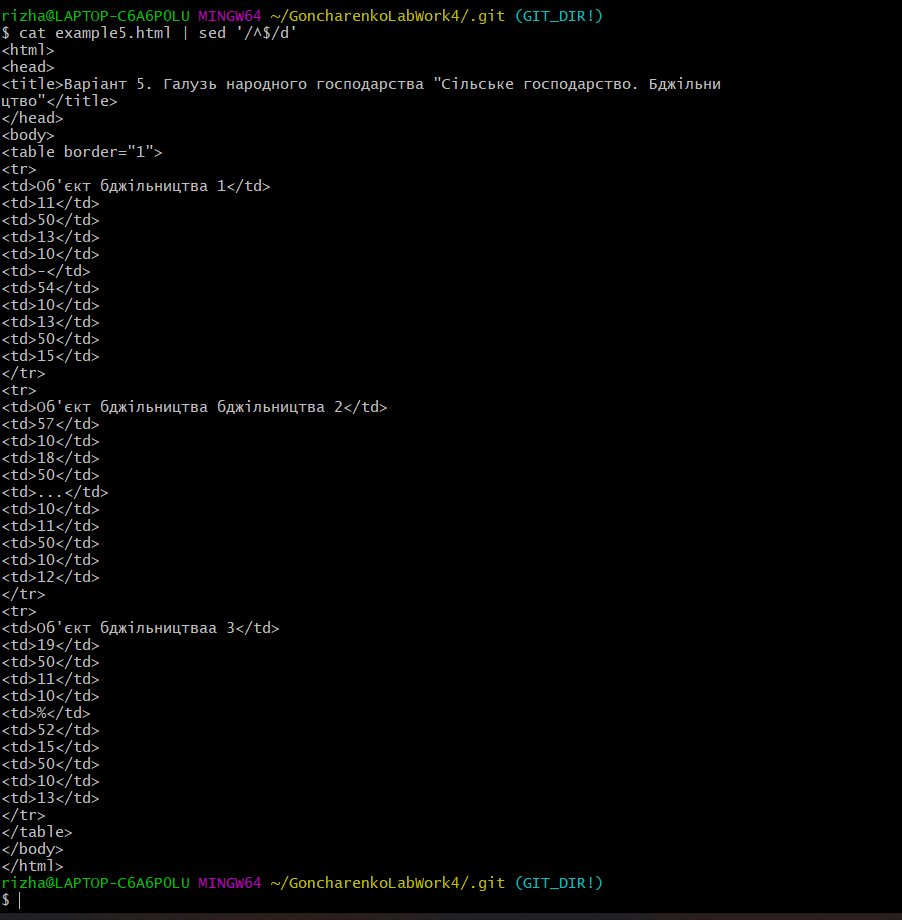 rizha@LAPTOP-C6A6P0LU MINGW64 ~/GoncharenkoLabWork4/.git (GIT_DIR!)
$ cat example5.html | sed '/^$/d'
<html>
<head>
<title>Варіант 5. Галузь народного господарства "Сільське господарство. Бджільни
цтво"</title>
</head>
<body>
<table border="1">
<tr>
<td>Об'єкт бджільництва 1</td>
<td>11</td>
<td>50</td>
<td>13</td>
<td>10</td>
<td>-</td>
<td>54</td>
<td>10</td>
<td>13</td>
<td>50</td>
<td>15</td>
</tr>
<tr>
<td>Об'єкт бджільництва бджільництва 2</td>
<td>57</td>
<td>10</td>
<td>18</td>
<td>50</td>
<td>...</td>
<td>10</td>
<td>11</td>
<td>50</td>
<td>10</td>
<td>12</td>
</tr>
<tr>
<td>Об'єкт бджільництваа 3</td>
<td>19</td>
<td>50</td>
<td>11</td>
<td>10</td>
<td>%</td>
<td>52</td>
<td>15</td>
<td>50</td>
<td>10</td>
<td>13</td>
</tr>
</table>
</body>
</html>
rizha@LAPTOP-C6A6P0LU MINGW64 ~/GoncharenkoLabWork4/.git (GIT_DIR!)
$